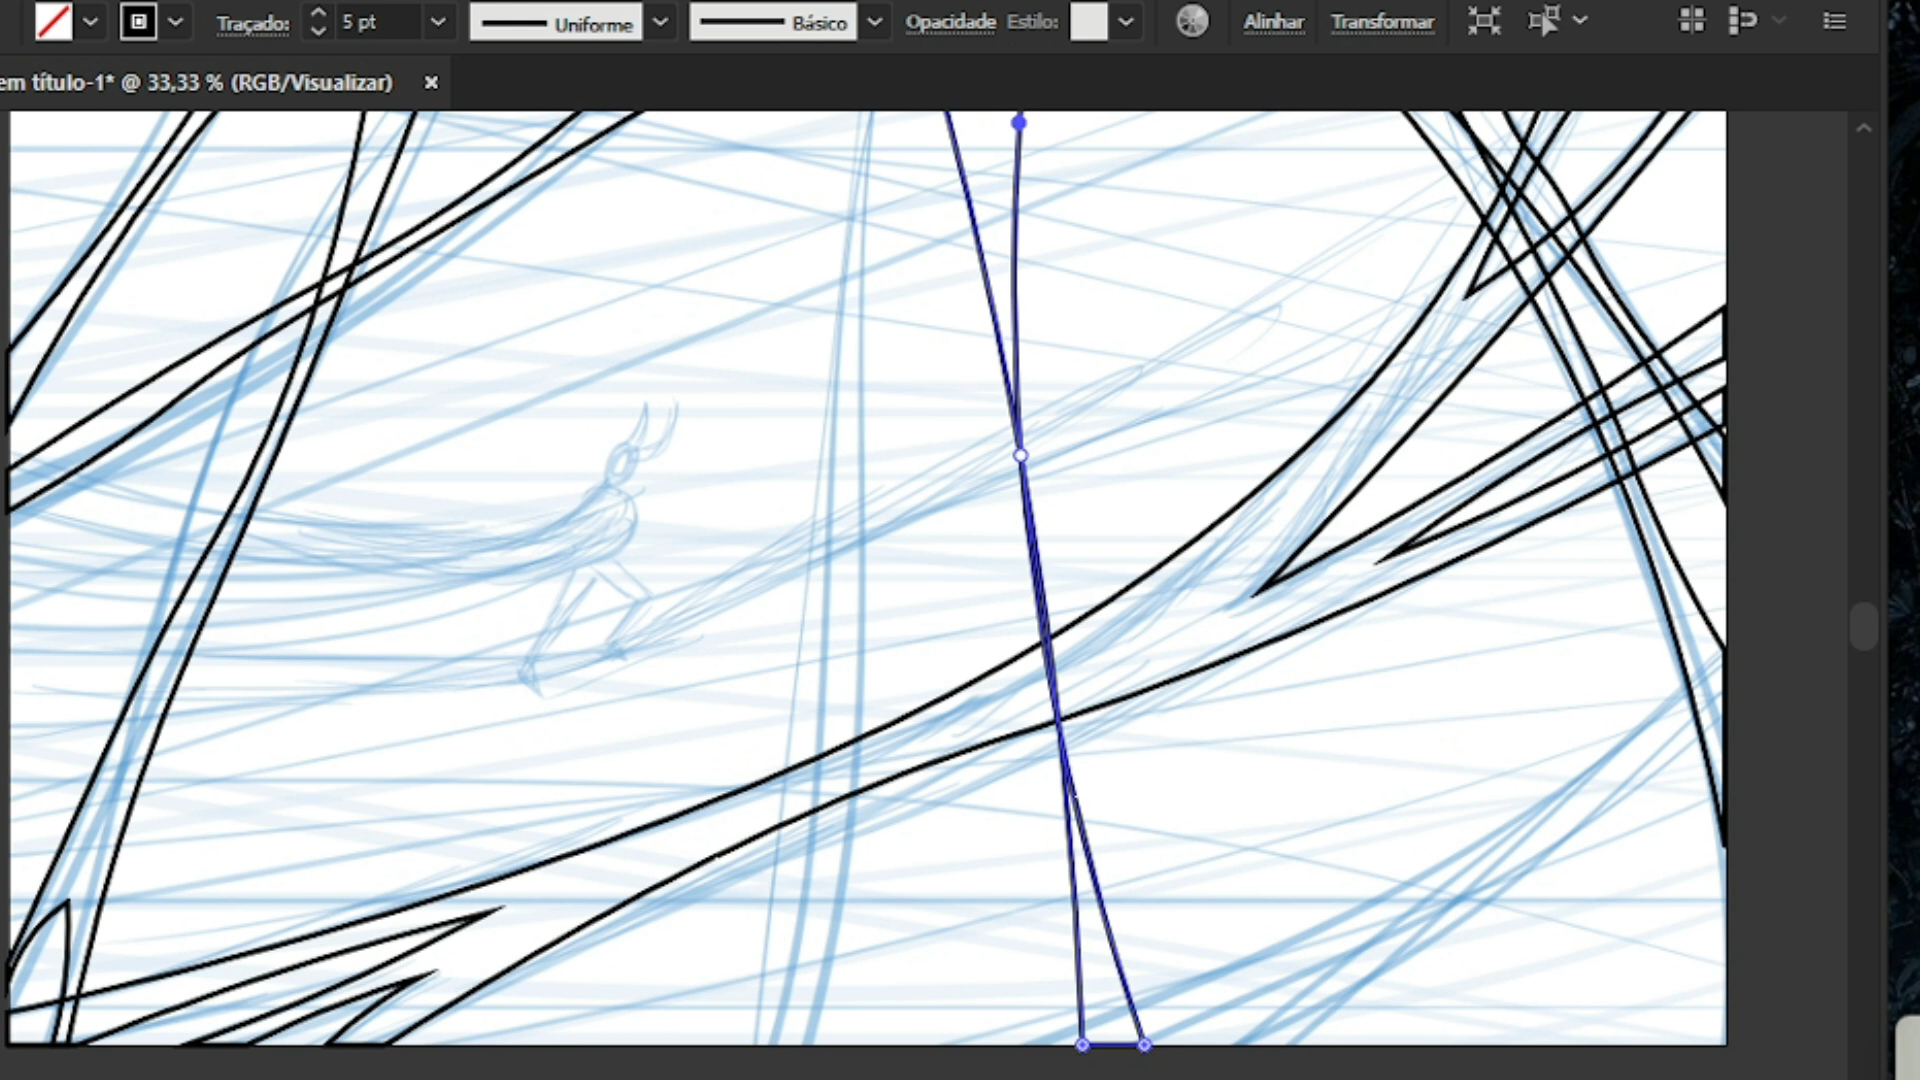 Traçado: 5 pt Uniforme Básico Opacidade Estilo: Alinhar Transformar
em título-1* @ 33,33 % (RGB/Visualizar) ×